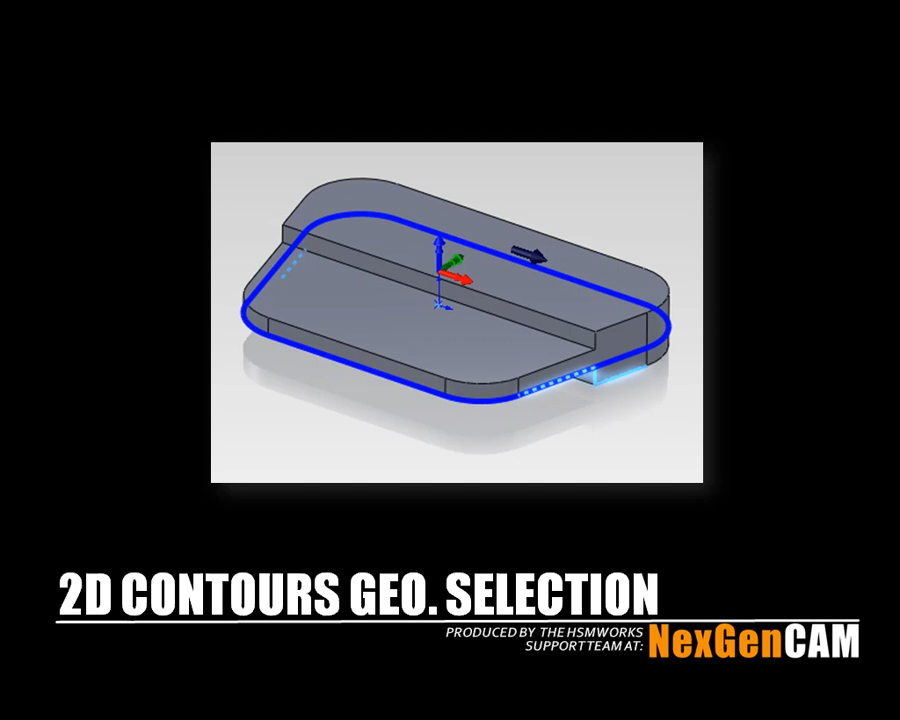 2D CONTOURS GEO. SELECTION
PRODUCED BY THE HSMWORKS
SUPPORT TEAM AT:
NexGenCAM